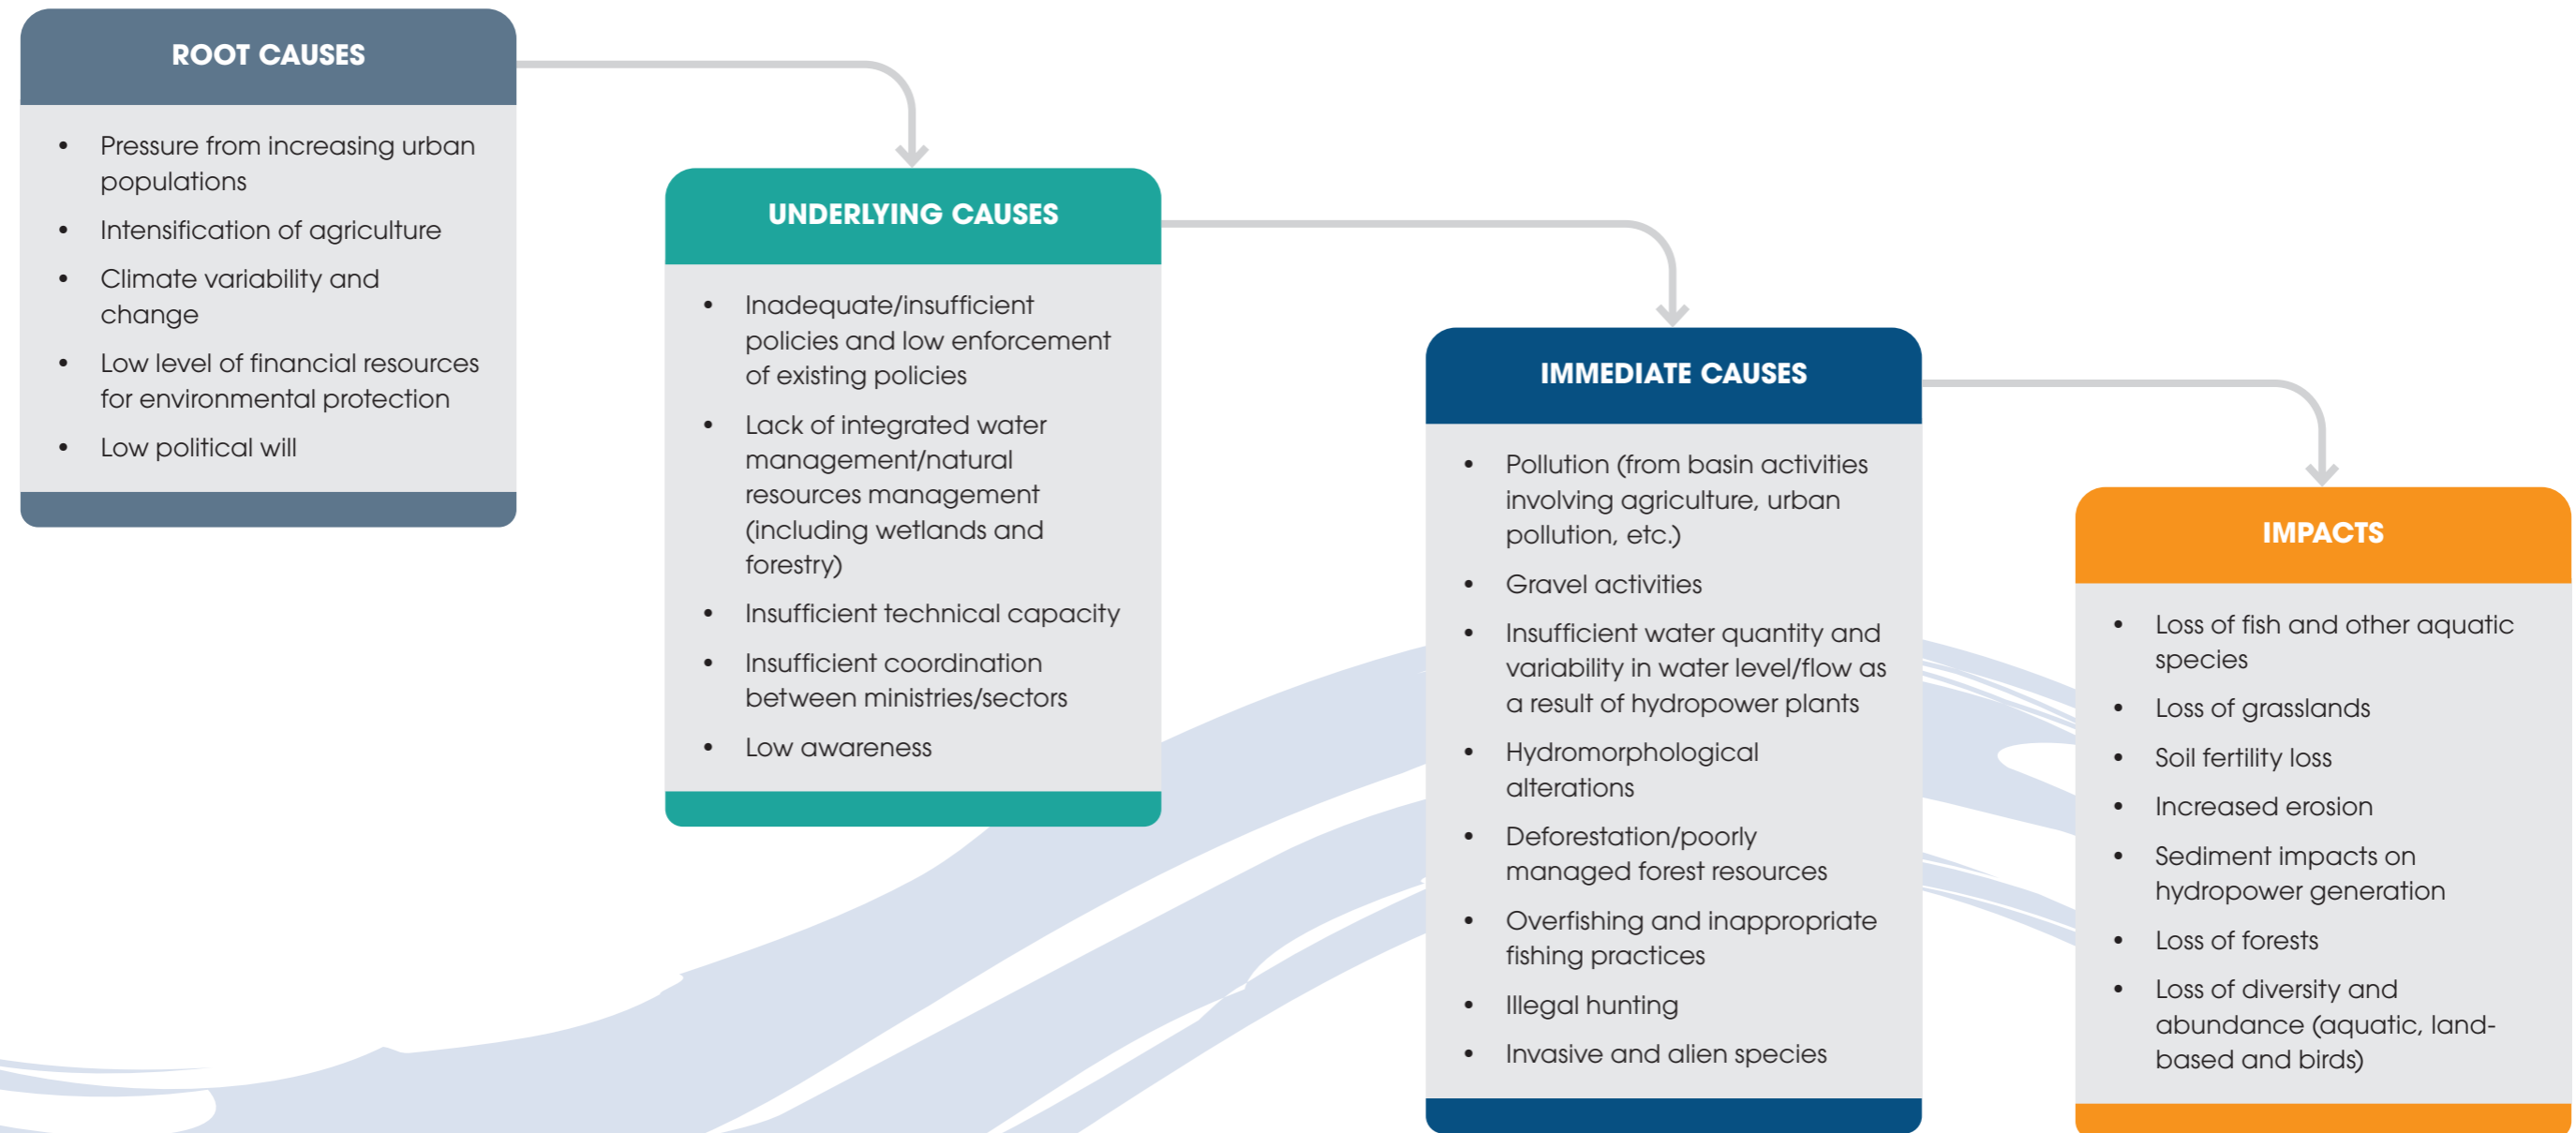 ROOT CAUSES
• Pressure from increasing urban
populations
• Intensification of agriculture
• Climate variability and
change
• Low level of financial resources
for environmental protection
• Low political will
UNDERLYING CAUSES
• Inadequate/insufficient
policies and low enforcement
of existing policies
• Lack of integrated water
management/natural
resources management
(including wetlands and
forestry)
• Insufficient technical capacity
• Insufficient coordination
between ministries/sectors
• Low awareness
IMMEDIATE CAUSES
• Pollution (from basin activities
involving agriculture, urban
pollution, etc.)
• Gravel activities
• Insufficient water quantity and
variability in water level/flow as
a result of hydropower plants
• Hydromorphological
alterations
• Deforestation/poorly
managed forest resources
• Overfishing and inappropriate
fishing practices
• Illegal hunting
• Invasive and alien species
IMPACTS
• Loss of fish and other aquatic
species
• Loss of grasslands
• Soil fertility loss
• Increased erosion
• Sediment impacts on
hydropower generation
• Loss of forests
• Loss of diversity and
abundance (aquatic, land-
based and birds)